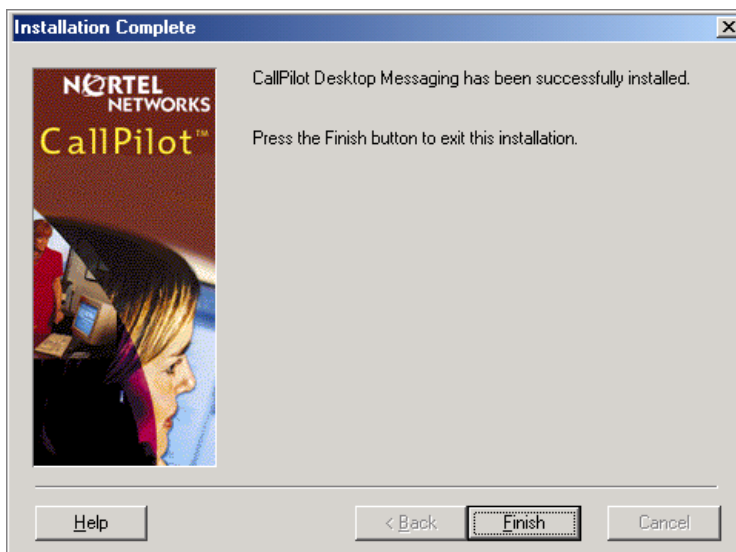 Installation Complete
NORTEL
NETWORKS
CallPilot™
CallPilot Desktop Messaging has been successfully installed.
Press the Finish button to exit this installation.
Help
< Back
Finish
Cancel